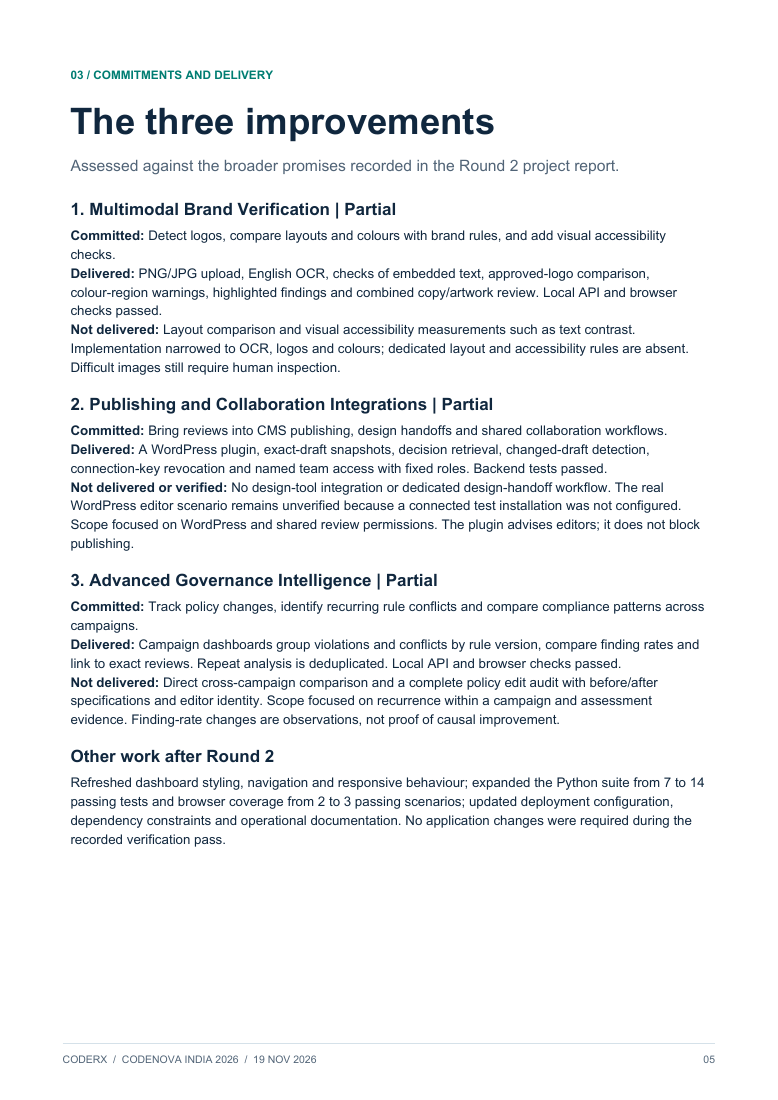 03 / COMMITMENTS AND DELIVERY
The three improvements
Assessed against the broader promises recorded in the Round 2 project report.
1. Multimodal Brand Verification | Partial
Committed: Detect logos, compare layouts and colours with brand rules, and add visual accessibility
checks.
Delivered: PNG/JPG upload, English OCR, checks of embedded text, approved-logo comparison,
colour-region warnings, highlighted findings and combined copy/artwork review. Local API and browser
checks passed.
Not delivered: Layout comparison and visual accessibility measurements such as text contrast.
Implementation narrowed to OCR, logos and colours; dedicated layout and accessibility rules are absent.
Difficult images still require human inspection.
2. Publishing and Collaboration Integrations | Partial
Committed: Bring reviews into CMS publishing, design handoffs and shared collaboration workflows.
Delivered: A WordPress plugin, exact-draft snapshots, decision retrieval, changed-draft detection,
connection-key revocation and named team access with fixed roles. Backend tests passed.
Not delivered or verified: No design-tool integration or dedicated design-handoff workflow. The real
WordPress editor scenario remains unverified because a connected test installation was not configured.
Scope focused on WordPress and shared review permissions. The plugin advises editors; it does not block
publishing.
3. Advanced Governance Intelligence | Partial
Committed: Track policy changes, identify recurring rule conflicts and compare compliance patterns across
campaigns.
Delivered: Campaign dashboards group violations and conflicts by rule version, compare finding rates and
link to exact reviews. Repeat analysis is deduplicated. Local API and browser checks passed.
Not delivered: Direct cross-campaign comparison and a complete policy edit audit with before/after
specifications and editor identity. Scope focused on recurrence within a campaign and assessment
evidence. Finding-rate changes are observations, not proof of causal improvement.
Other work after Round 2
Refreshed dashboard styling, navigation and responsive behaviour; expanded the Python suite from 7 to 14
passing tests and browser coverage from 2 to 3 passing scenarios; updated deployment configuration,
dependency constraints and operational documentation. No application changes were required during the
recorded verification pass.
CODERX / CODENOVA INDIA 2026 / 19 NOV 2026
05